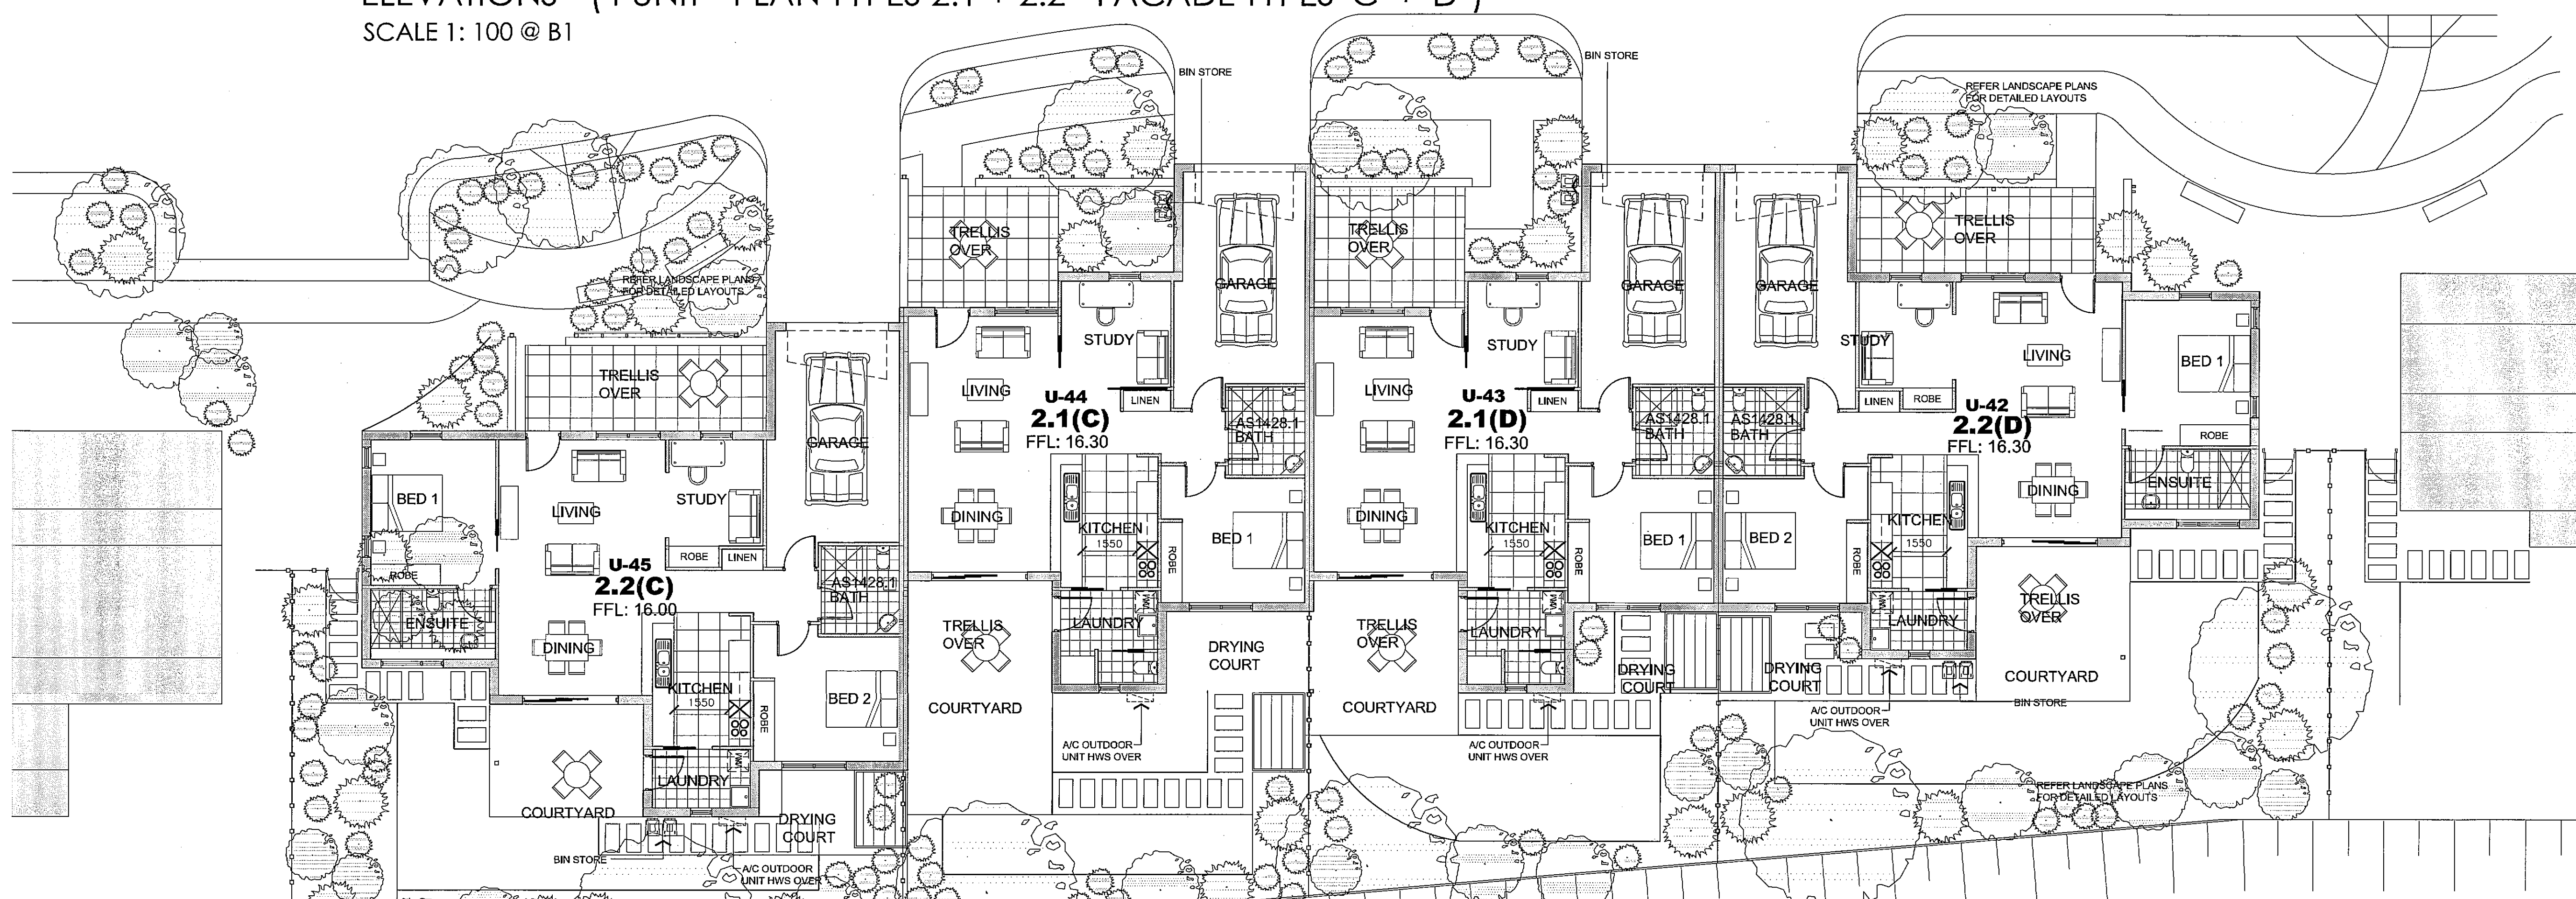 SCALE 1: 100 @ B1
BIN STORE
BIN STORE
REFER LANDSCAPE PLANS
FOR DETAILED LAYOUTS
REFER LANDSCAPE PLANS
FOR DETAILED LAYOUTS
TRELLIS
OVER
GARAGE
BED 1
LIVING
STUDY
ROBE
LINEN
ROBE
U-45
2.2(C)
FFL: 16.00
AS1428.1
BATH
ENSUITE
DINING
KITCHEN
1550
ROBE
BED 2
LAUNDRY
WM
COURTYARD
DRYING
COURT
BIN STORE
A/C OUTDOOR
UNIT HWS OVER
TRELLIS
OVER
GARAGE
STUDY
LIVING
LINEN
U-44
2.1(C)
FFL: 16.30
AS1428.1
BATH
DINING
KITCHEN
1550
ROBE
BED 1
LAUNDRY
WM
TRELLIS
OVER
DRYING
COURT
COURTYARD
A/C OUTDOOR
UNIT HWS OVER
TRELLIS
OVER
GARAGE
STUDY
LIVING
LINEN
U-43
2.1(D)
FFL: 16.30
AS1428.1
BATH
DINING
KITCHEN
1550
ROBE
BED 1
LAUNDRY
WM
TRELLIS
OVER
DRYING
COURT
COURTYARD
A/C OUTDOOR
UNIT HWS OVER
TRELLIS
OVER
GARAGE
STUDY
LIVING
BED 1
LINEN
ROBE
U-42
2.2(D)
FFL: 16.30
ROBE
AS1428.1
BATH
ENSUITE
DINING
KITCHEN
1550
ROBE
BED 2
LAUNDRY
WM
TRELLIS
OVER
DRYING
COURT
COURTYARD
BIN STORE
A/C OUTDOOR
UNIT HWS OVER
REFER LANDSCAPE PLANS
FOR DETAILED LAYOUTS